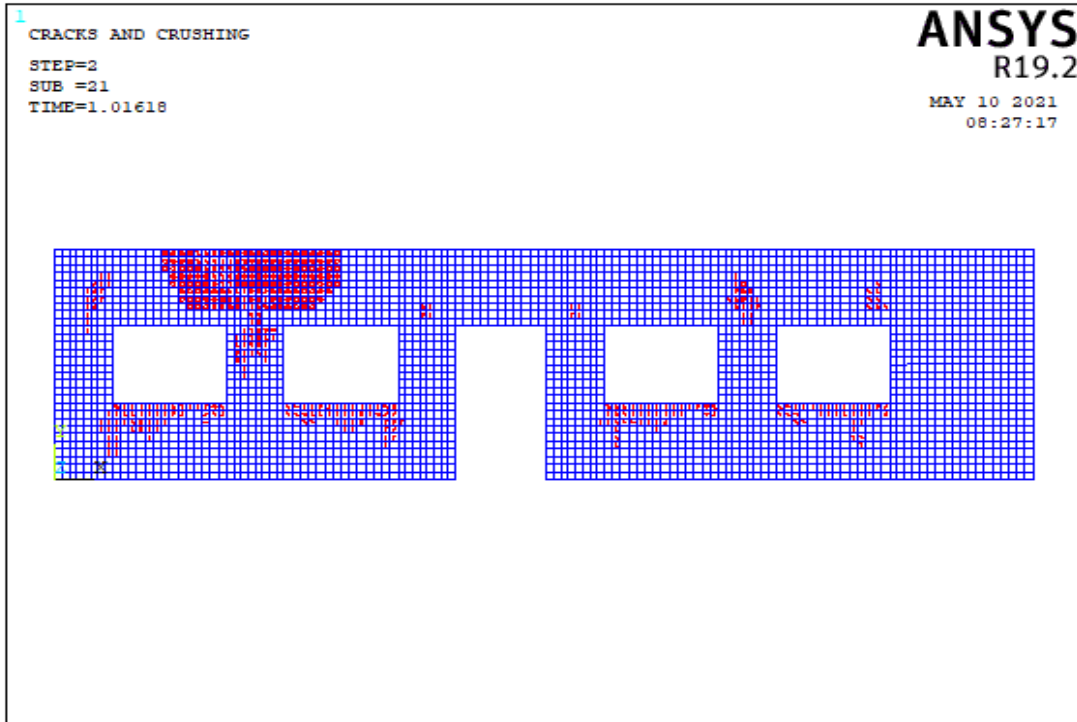 1
CRACKS AND CRUSHING
STEP=2
SUB =21
TIME=1.01618
ANSYS
R19.2
MAY 10 2021
08:27:17
Y
Z X